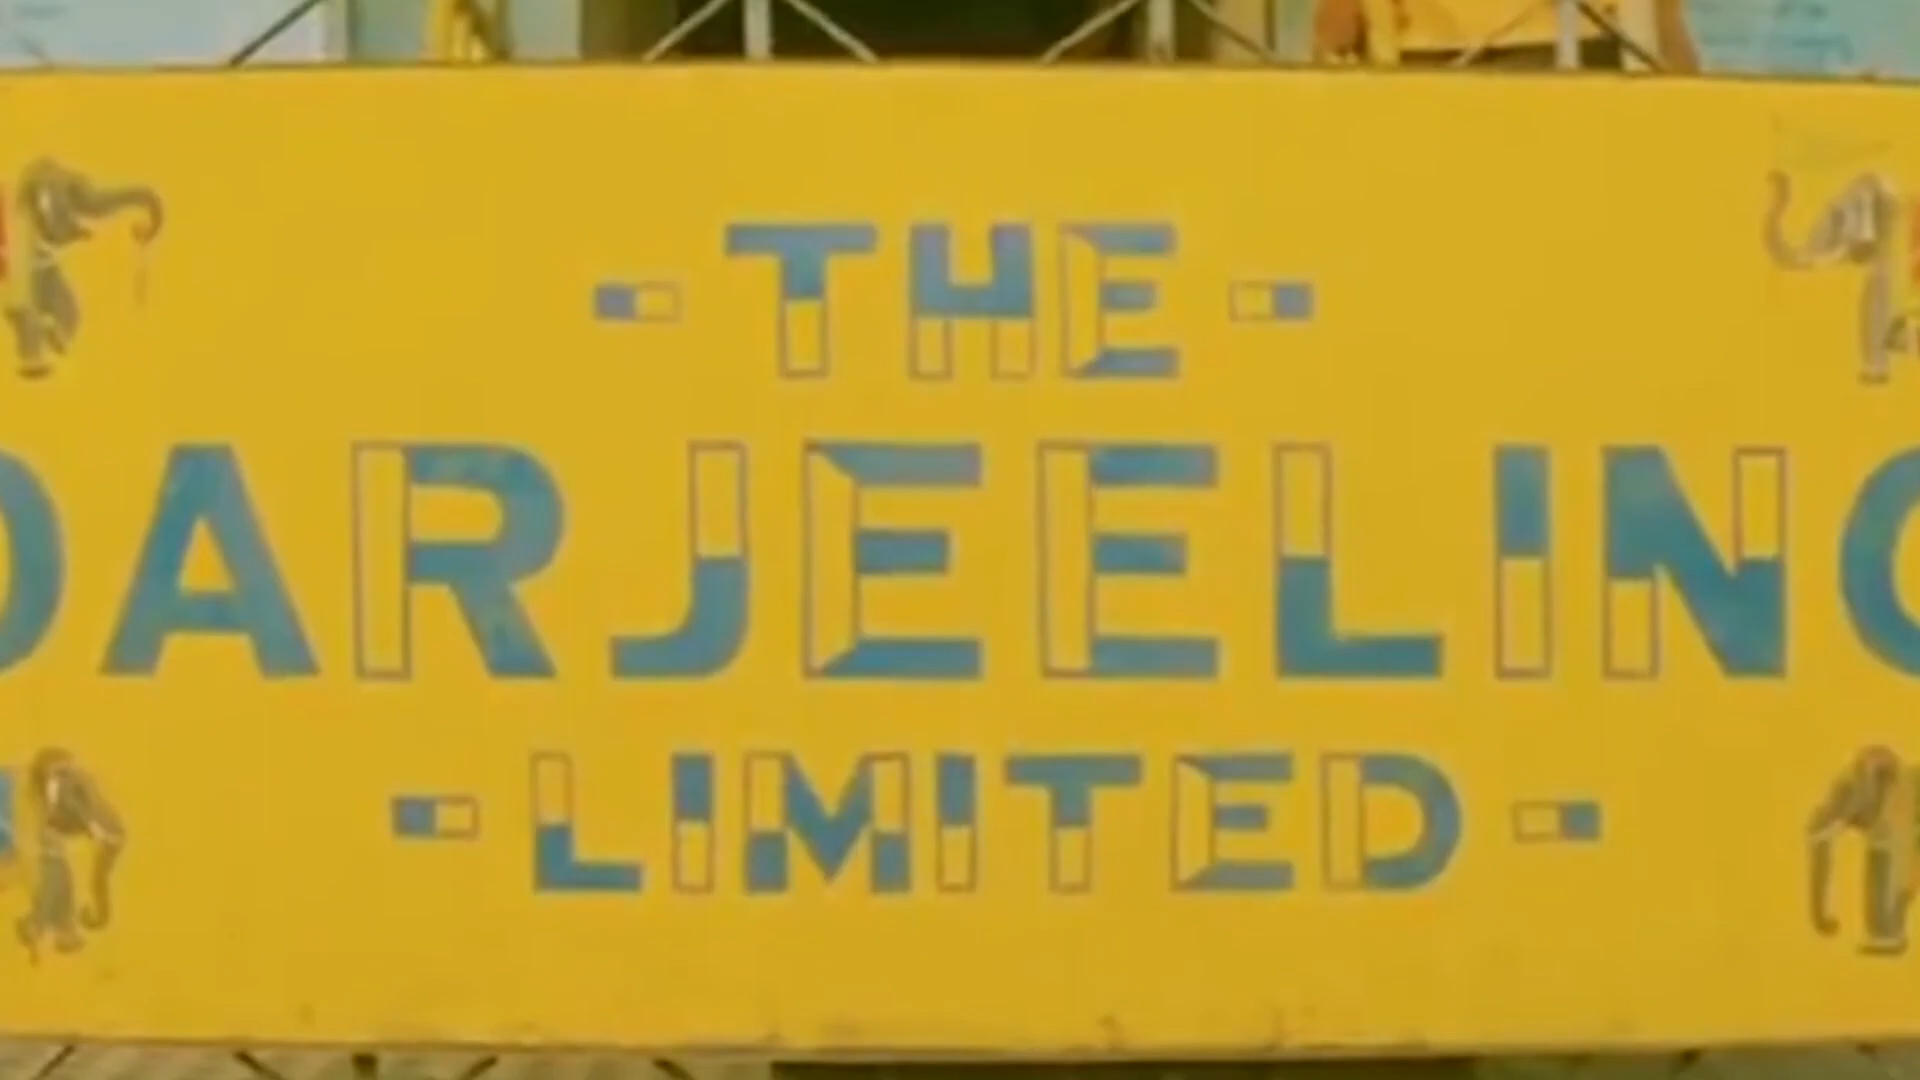 - THE -
DARJEELING
- LIMITED -